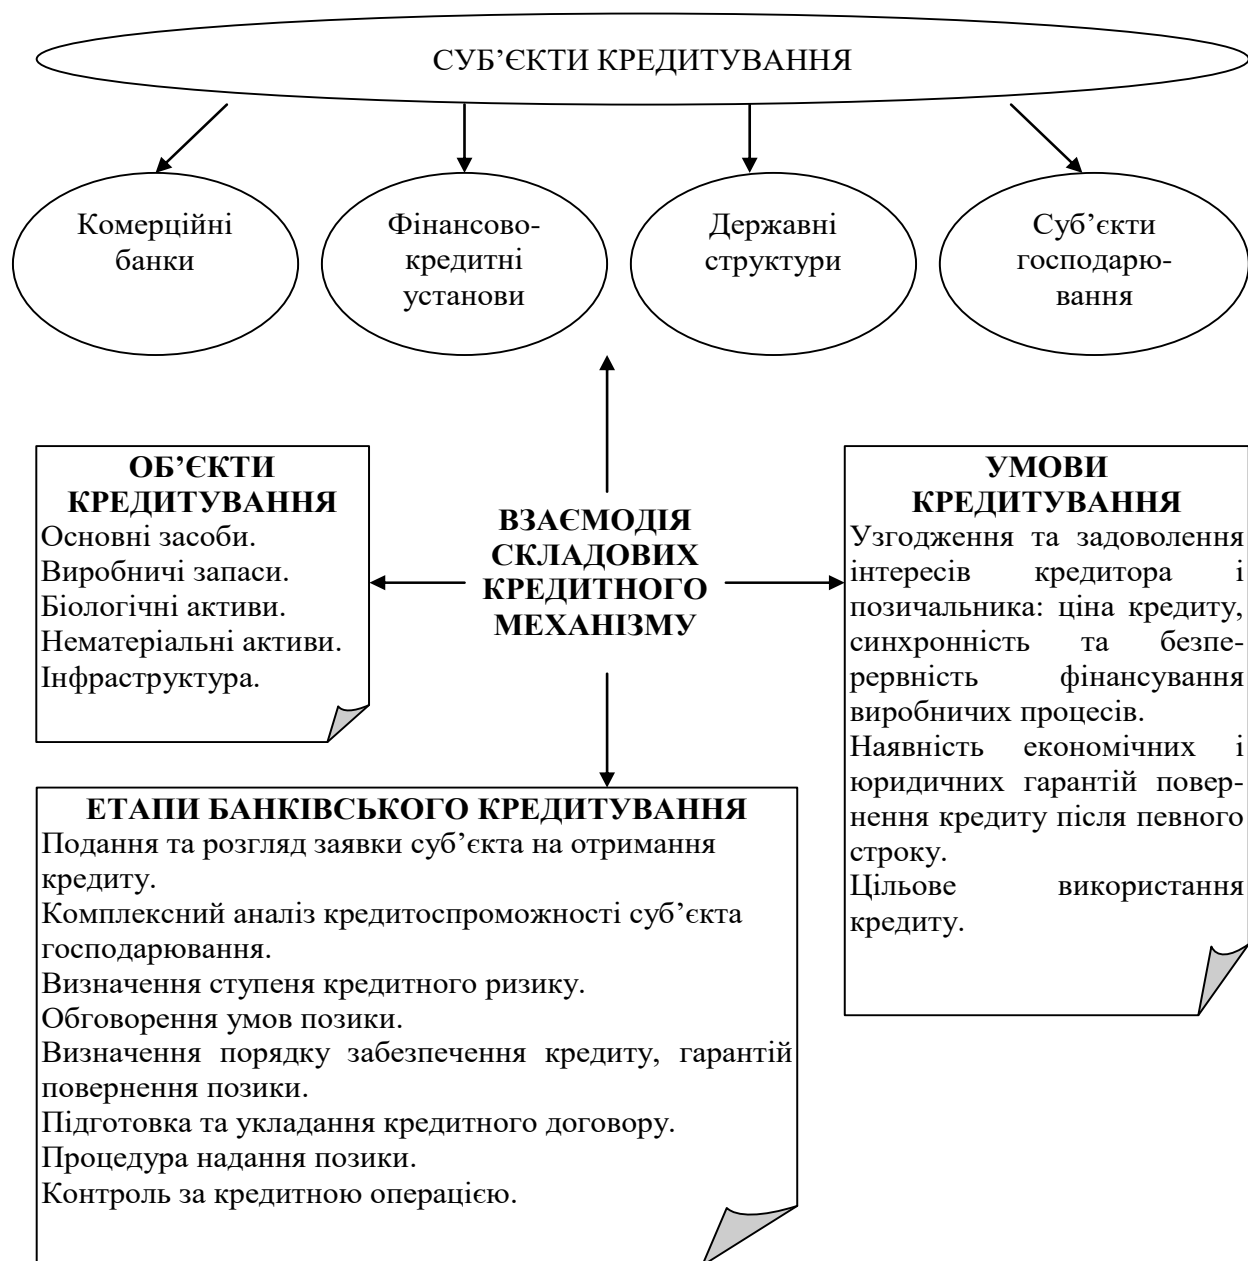 СУБ’ЄКТИ КРЕДИТУВАННЯ
Комерційні
банки
Фінансово-
кредитні
установи
Державні
структури
Суб’єкти
господарю-
вання
ОБ’ЄКТИ
КРЕДИТУВАННЯ
Основні засоби.
Виробничі запаси.
Біологічні активи.
Нематеріальні активи.
Інфраструктура.
ВЗАЄМОДІЯ
СКЛАДОВИХ
КРЕДИТНОГО
МЕХАНІЗМУ
УМОВИ
КРЕДИТУВАННЯ
Узгодження та задоволення
інтересів кредитора і
позичальника: ціна кредиту,
синхронність та безпе-
рервність фінансування
виробничих процесів.
Наявність економічних і
юридичних гарантій повер-
нення кредиту після певного
строку.
Цільове використання
кредиту.
ЕТАПИ БАНКІВСЬКОГО КРЕДИТУВАННЯ
Подання та розгляд заявки суб’єкта на отримання
кредиту.
Комплексний аналіз кредитоспроможності суб’єкта
господарювання.
Визначення ступеня кредитного ризику.
Обговорення умов позики.
Визначення порядку забезпечення кредиту, гарантій
повернення позики.
Підготовка та укладання кредитного договору.
Процедура надання позики.
Контроль за кредитною операцією.